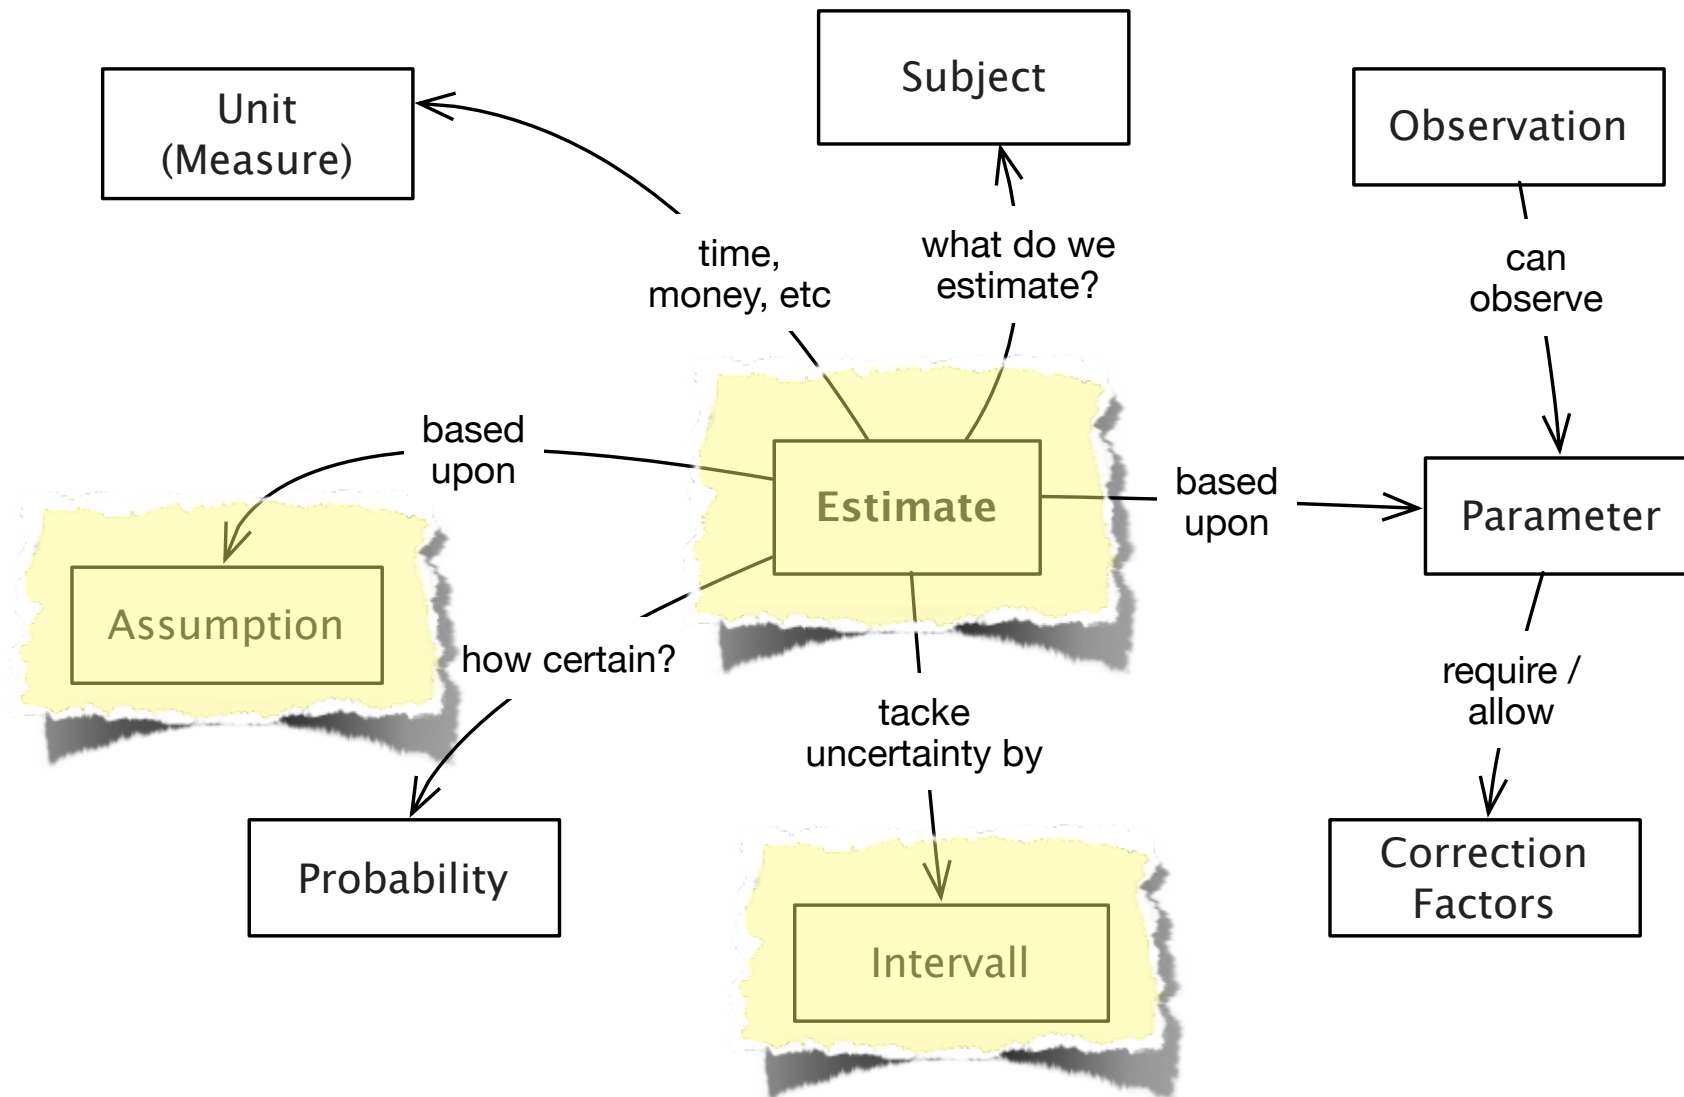 Subject
Unit
(Measure)
Observation
time,
money, etc
what do we
estimate?
can
observe
based
upon
Estimate
based
upon
Parameter
Assumption
how certain?
tacke
uncertainty by
require /
allow
Probability
Intervall
Correction
Factors